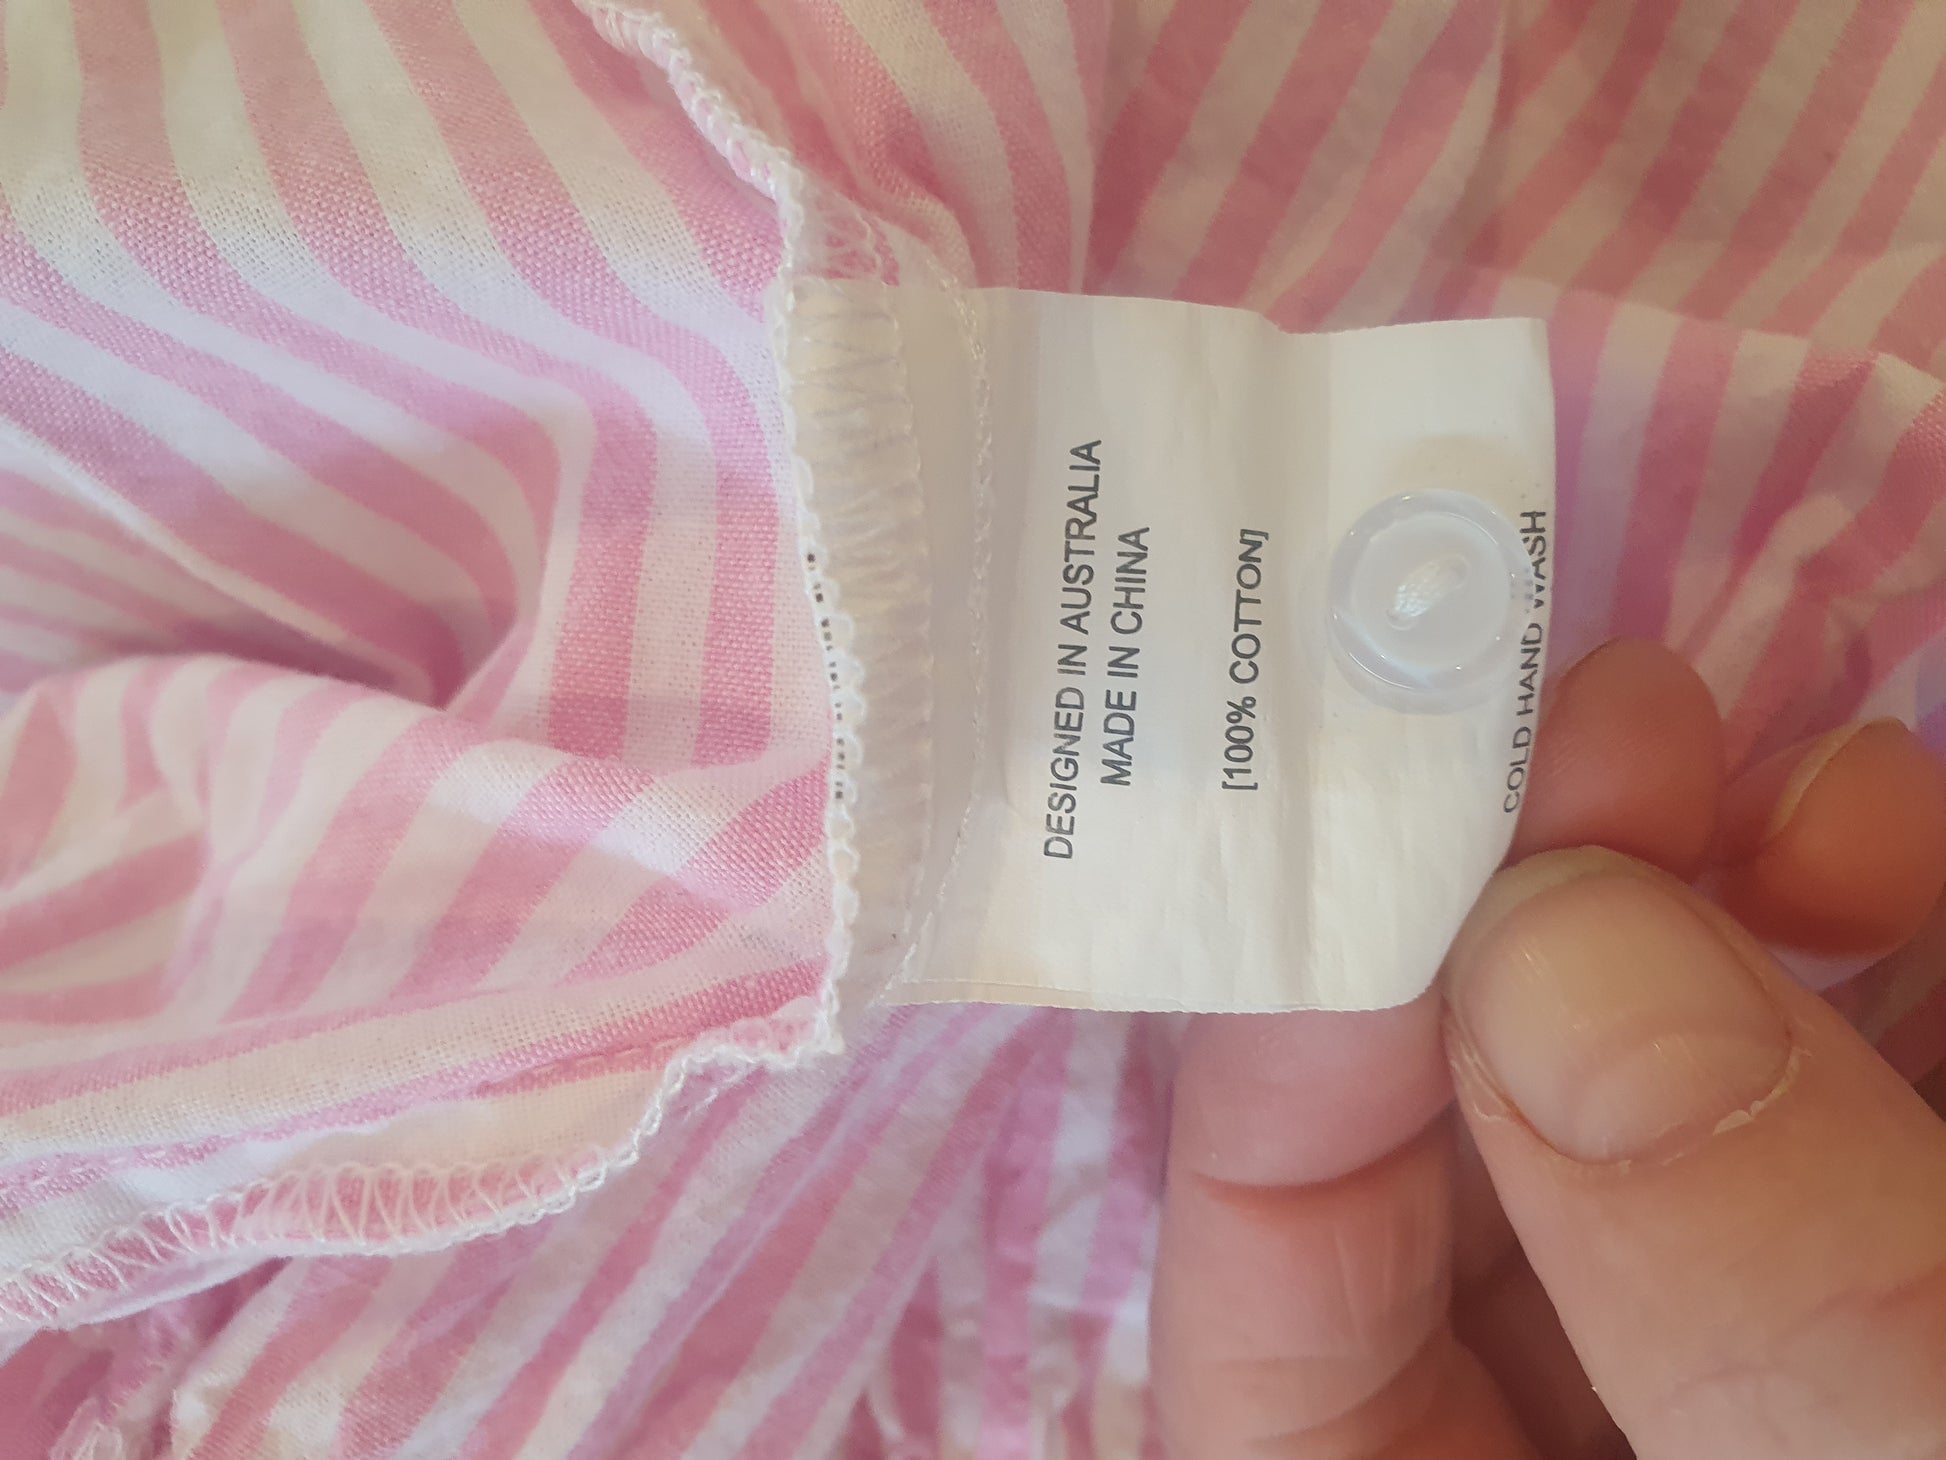 DESIGNED IN AUSTRALIA
MADE IN CHINA
[100% COTTON]
COLD HAND WASH